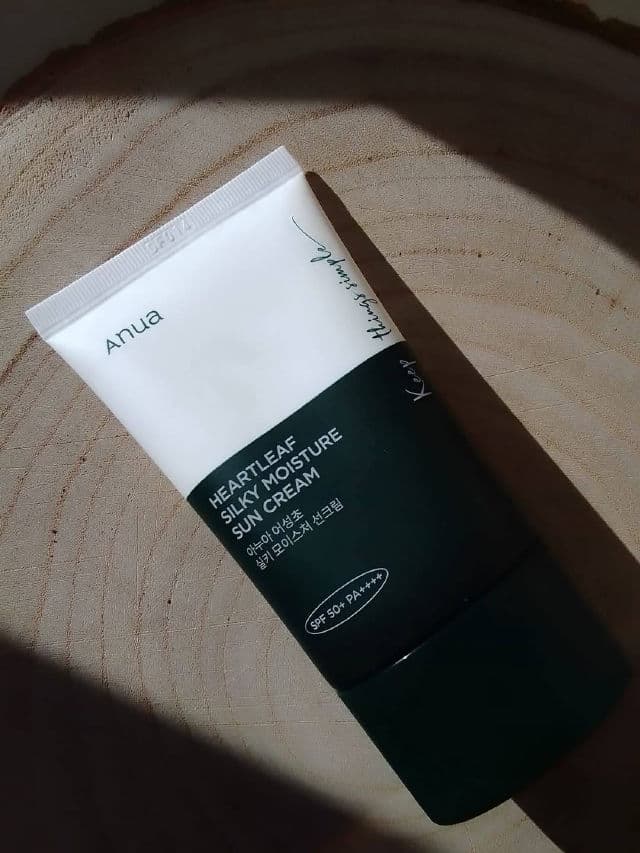 Anua
Keep things simple
HEARTLEAF
SILKY MOISTURE
SUN CREAM
아누아 어성초
실키 모이스처 선크림
SPF 50+ PA++++